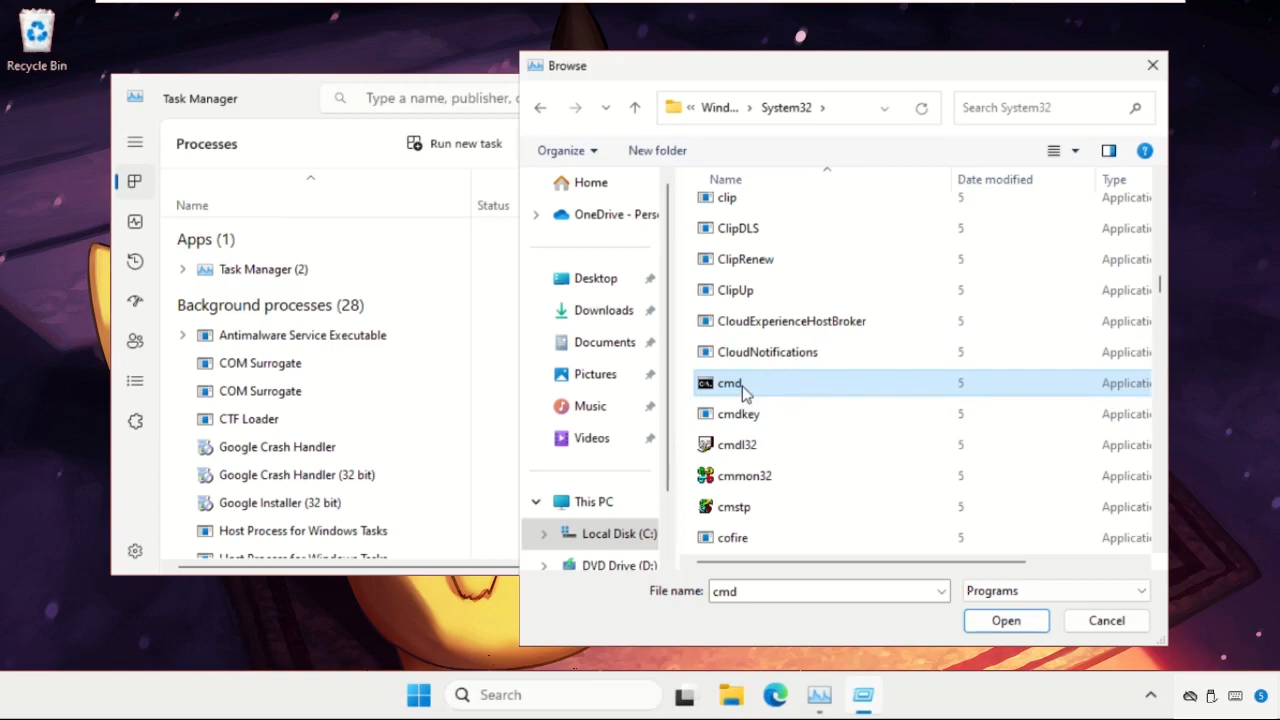 Recycle Bin
Task Manager
Type a name, publisher,
Processes
Run new task
Name
Status
Apps (1)
Task Manager (2)
Background processes (28)
Antimalware Service Executable
COM Surrogate
COM Surrogate
CTF Loader
Google Crash Handler
Google Crash Handler (32 bit)
Google Installer (32 bit)
Host Process for Windows Tasks
Host Process for Windows Tasks
Browse
« Wind... > System32 >
Search System32
Organize
New folder
Home
OneDrive - Pers
Desktop
Downloads
Documents
Pictures
Music
Videos
This PC
Local Disk (C:)
DVD Drive (D:)
Name Date modified Type
clip 5 Applicati
ClipDLS 5 Applicati
ClipRenew 5 Applicati
ClipUp 5 Applicati
CloudExperienceHostBroker 5 Applicati
CloudNotifications 5 Applicati
cmd 5 Applicati
cmdkey 5 Applicati
cmdl32 5 Applicati
cmmon32 5 Applicati
cmstp 5 Applicati
cofire 5 Applicati
File name: cmd
Programs
Open
Cancel
Search
5